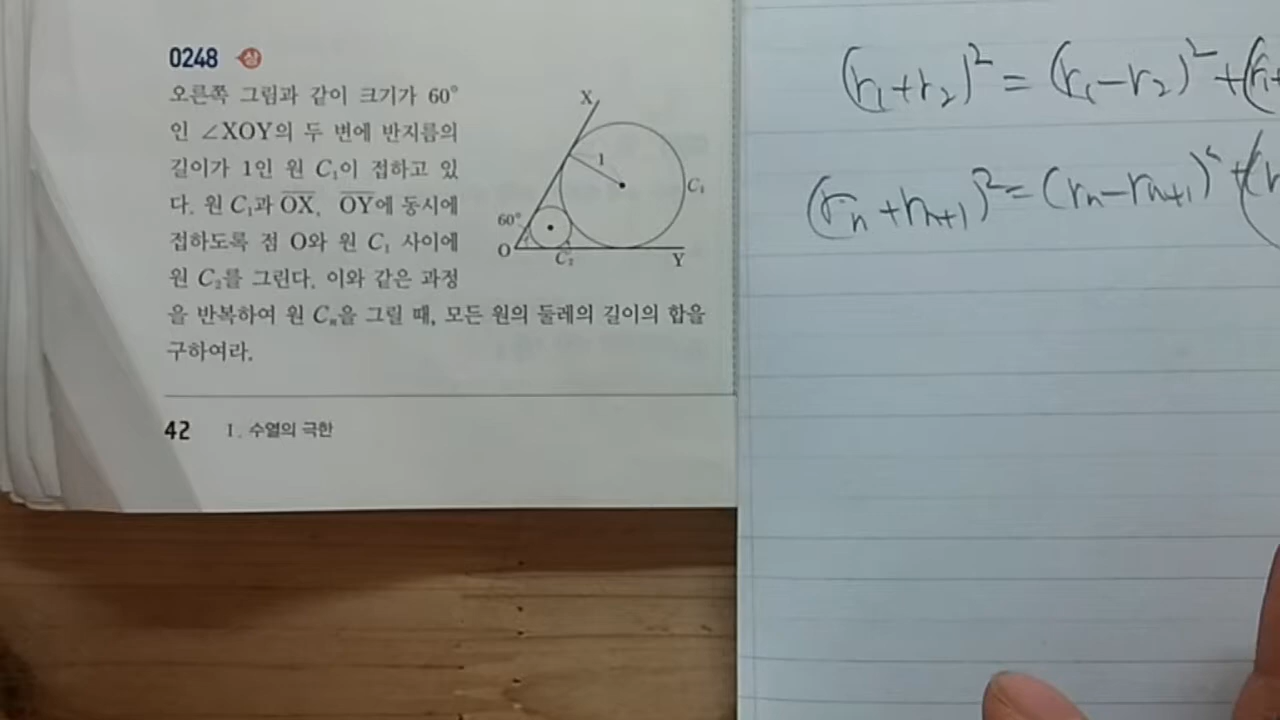 0248 상
오른쪽 그림과 같이 크기가 60°
인 ∠XOY의 두 변에 반지름의
길이가 1인 원 C₁이 접하고 있
다. 원 C₁과 OX, OY에 동시에
접하도록 점 O와 원 C₁ 사이에
원 C₂를 그린다. 이와 같은 과정
을 반복하여 원 Cₙ을 그릴 때, 모든 원의 둘레의 길이의 합을
구하여라.
X
1
C₁
60°
O
C₂
Y
42 Ⅰ. 수열의 극한
(r₁+r₂)²=(r₁-r₂)²+(r₁+
(rₙ+rₙ₊₁)²=(rₙ-rₙ₊₁)²+(r